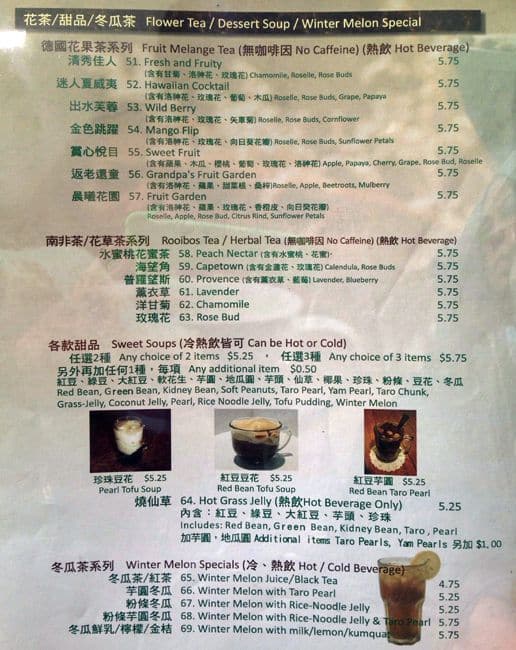 花茶/甜品/冬瓜茶 Flower Tea / Dessert Soup / Winter Melon Special
德國花果茶系列 Fruit Melange Tea (無咖啡因 No Caffeine) (熱飲 Hot Beverage)
清秀佳人 51. Fresh and Fruity 5.75
(含有甘菊、洛神花、玫瑰花) Chamomile, Roselle, Rose Buds
迷人夏威夷 52. Hawaiian Cocktail 5.75
(含有洛神花、玫瑰花、葡萄、木瓜) Roselle, Rose Buds, Grape, Papaya
出水芙蓉 53. Wild Berry 5.75
(含有洛神花、玫瑰花、矢車菊) Roselle, Rose Buds, Cornflower
金色跳躍 54. Mango Flip 5.75
(含有洛神花、玫瑰花、向日葵花瓣) Roselle, Rose Buds, Sunflower Petals
賞心悅目 55. Sweet Fruit 5.75
(含有蘋果、木瓜、櫻桃、葡萄、玫瑰花、洛神花) Apple, Papaya, Cherry, Grape, Rose Bud, Roselle
返老還童 56. Grandpa's Fruit Garden 5.75
(含有洛神花、蘋果、甜菜根、桑椊)Roselle, Apple, Beetroots, Mulberry
晨曦花園 57. Fruit Garden 5.75
(含有洛神花、蘋果、玫瑰花、香橙皮、向日葵花瓣)
Roselle, Apple, Rose Bud, Citrus Rind, Sunflower Petals
南非茶/花草茶系列 Rooibos Tea / Herbal Tea (無咖啡因 No Caffeine) (熱飲 Hot Beverage)
水蜜桃花蜜茶 58. Peach Nectar (含有水蜜桃、花蜜) 5.75
海望角 59. Capetown (含有金盞花、玫瑰花) Calendula, Rose Buds 5.75
普羅望斯 60. Provence (含有薰衣草、藍莓) Lavender, Blueberry 5.75
薰衣草 61. Lavender 5.75
洋甘菊 62. Chamomile 5.75
玫瑰花 63. Rose Bud 5.75
各款甜品 Sweet Soups (冷熱飲皆可 Can be Hot or Cold)
任選2種 Any choice of 2 items $5.25 ， 任選3種 Any choice of 3 items $5.75
另外再加任何1種，每項 Any additional item $0.50
紅豆、綠豆、大紅豆、軟花生、芋圓、地瓜圓、芋頭、仙草、椰果、珍珠、粉條、豆花、冬瓜
Red Bean, Green Bean, Kidney Bean, Soft Peanuts, Taro Pearl, Yam Pearl, Taro Chunk,
Grass-Jelly, Coconut Jelly, Pearl, Rice Noodle Jelly, Tofu Pudding, Winter Melon
珍珠豆花 $5.25
Pearl Tofu Soup
紅豆豆花 $5.25
Red Bean Tofu Soup
紅豆芋圓 $5.25
Red Bean Taro Pearl
燒仙草 64. Hot Grass Jelly (熱飲Hot Beverage Only) 5.25
內含：紅豆、綠豆、大紅豆、芋頭、珍珠
Includes: Red Bean, Green Bean, Kidney Bean, Taro , Pearl
加芋圓、地瓜圓 Additional items Taro Pearls, Yam Pearls 另加 $1.00
冬瓜茶系列 Winter Melon Specials (冷、熱飲 Hot / Cold Beverage)
冬瓜茶/紅茶 65. Winter Melon Juice/Black Tea 4.75
芋圓冬瓜 66. Winter Melon with Taro Pearl 5.25
粉條冬瓜 67. Winter Melon with Rice-Noodle Jelly 5.25
粉條芋圓冬瓜 68. Winter Melon with Rice-Noodle Jelly & Taro Pearl 5.75
冬瓜鮮乳/檸檬/金桔 69. Winter Melon with milk/lemon/kumquat 5.25